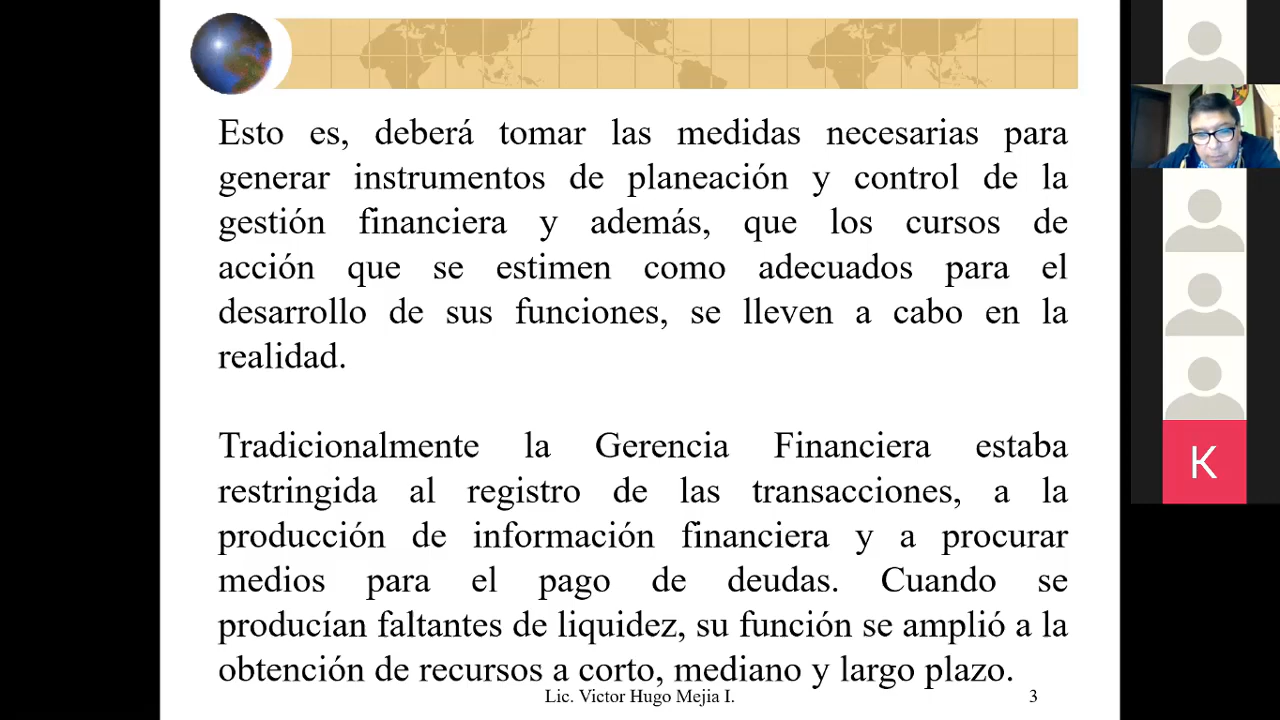 Esto es, deberá tomar las medidas necesarias para
generar instrumentos de planeación y control de la
gestión financiera y además, que los cursos de
acción que se estimen como adecuados para el
desarrollo de sus funciones, se lleven a cabo en la
realidad.
Tradicionalmente la Gerencia Financiera estaba
restringida al registro de las transacciones, a la
producción de información financiera y a procurar
medios para el pago de deudas. Cuando se
producían faltantes de liquidez, su función se amplió a la
obtención de recursos a corto, mediano y largo plazo.
Lic. Victor Hugo Mejia I.
3
K